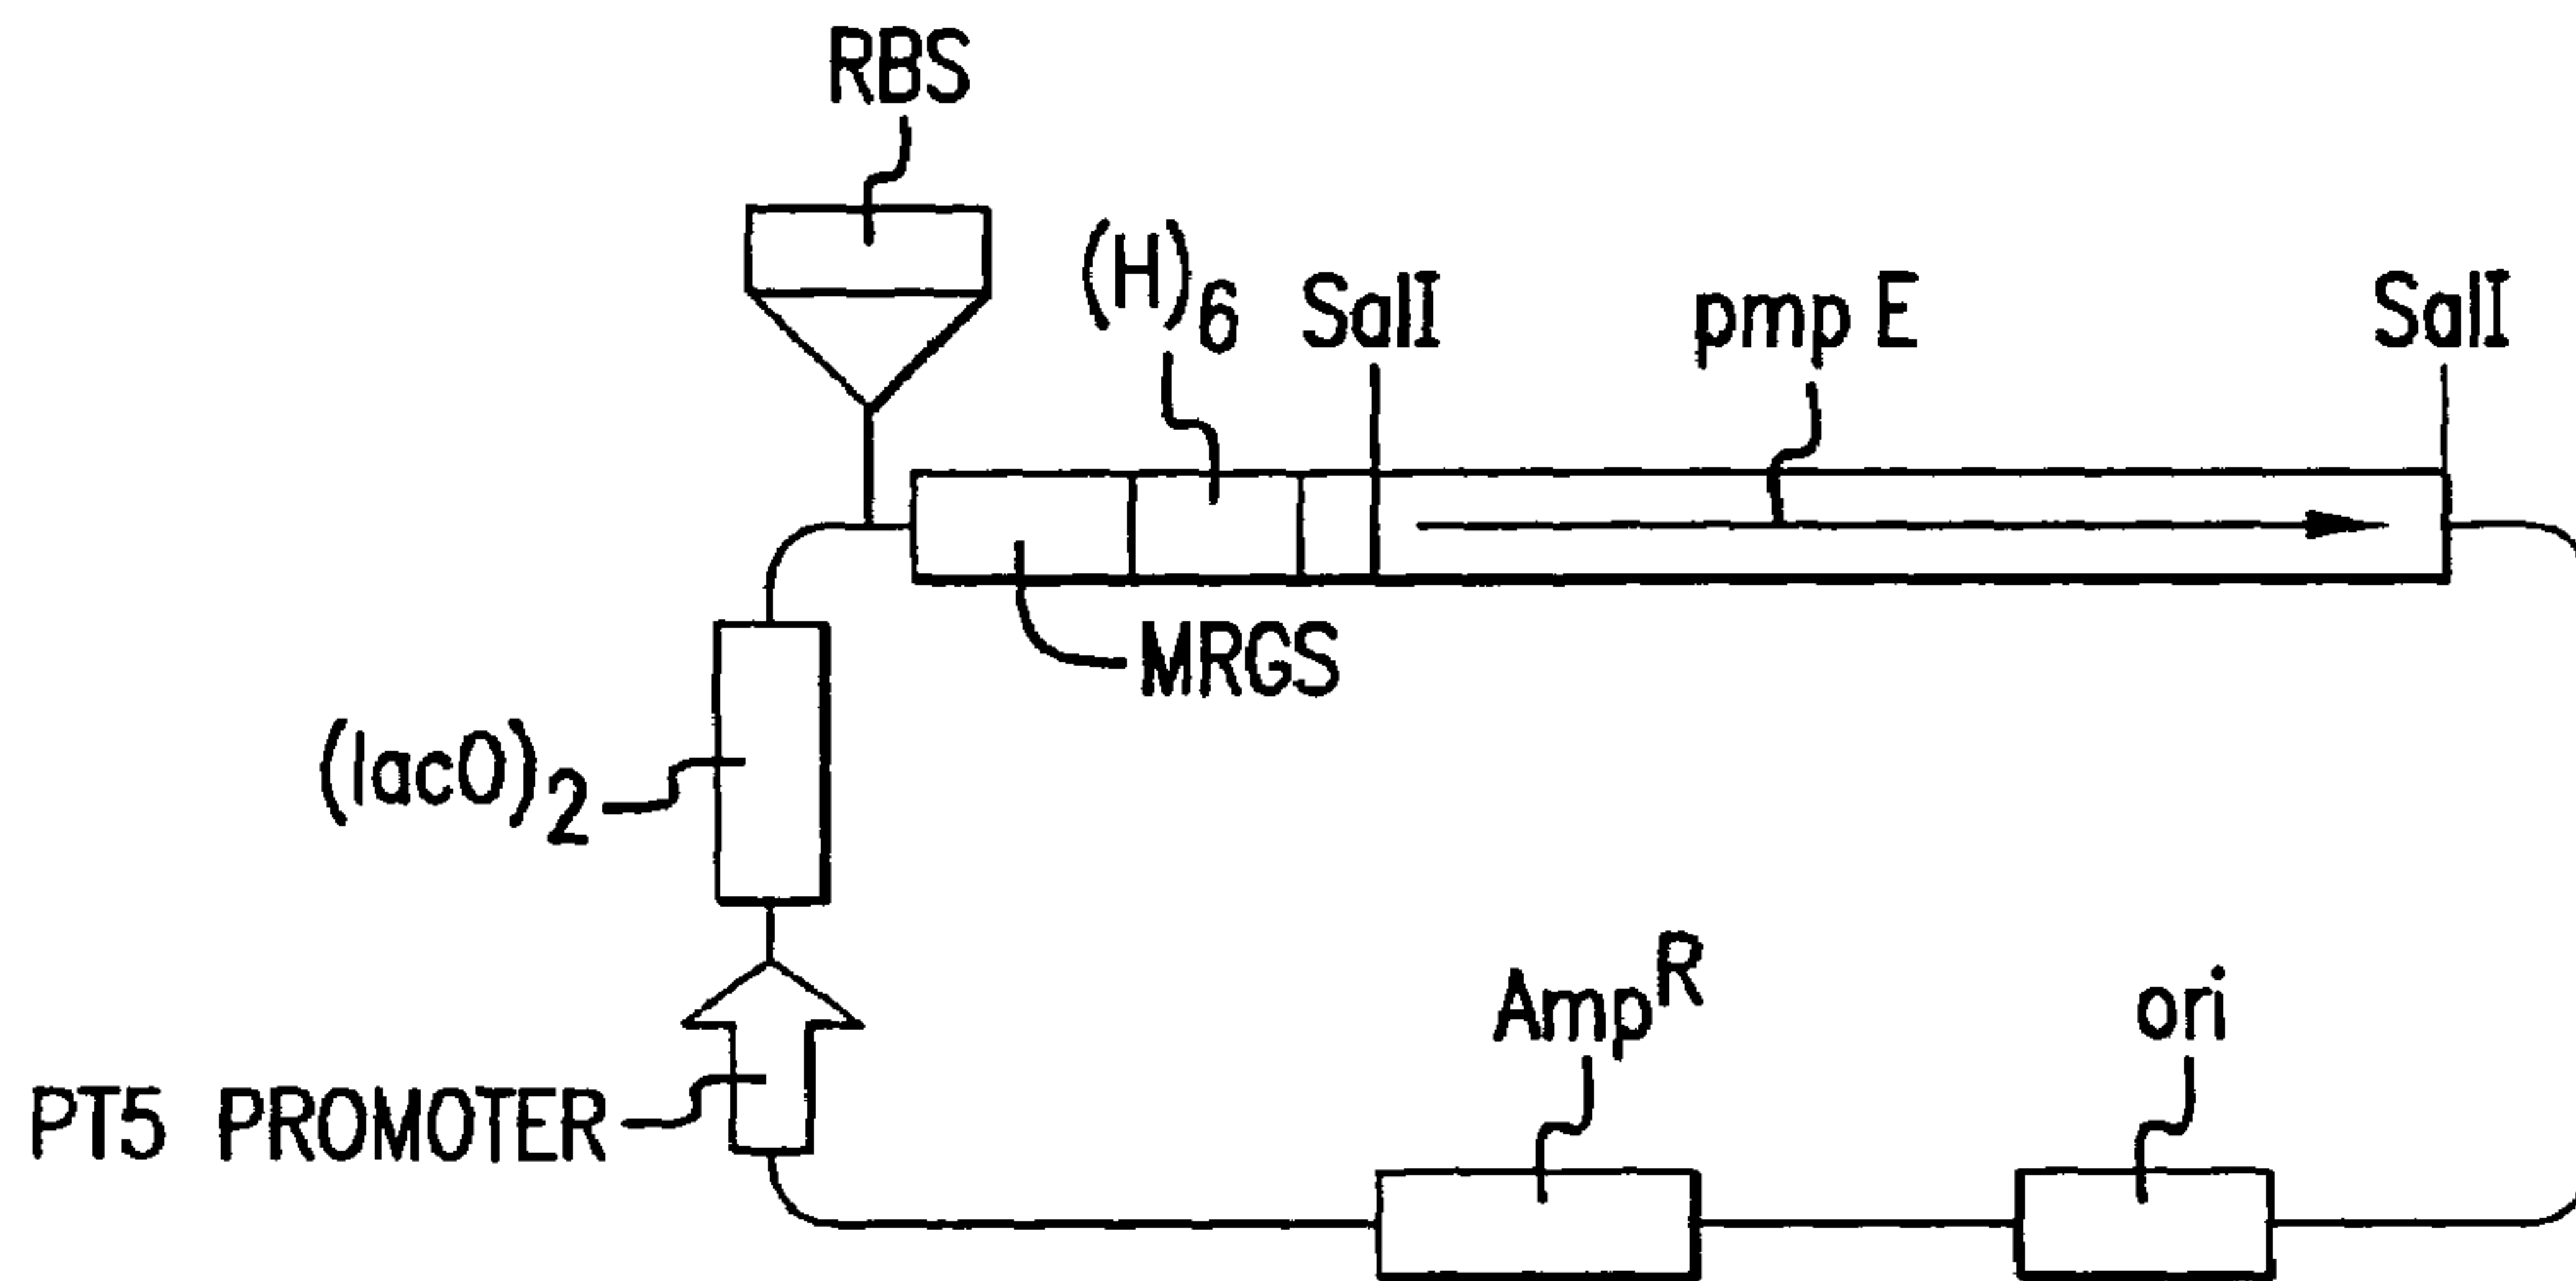 RBS
(H)6 SalI pmp E SalI
MRGS
(lacO)2
AmpR ori
PT5 PROMOTER